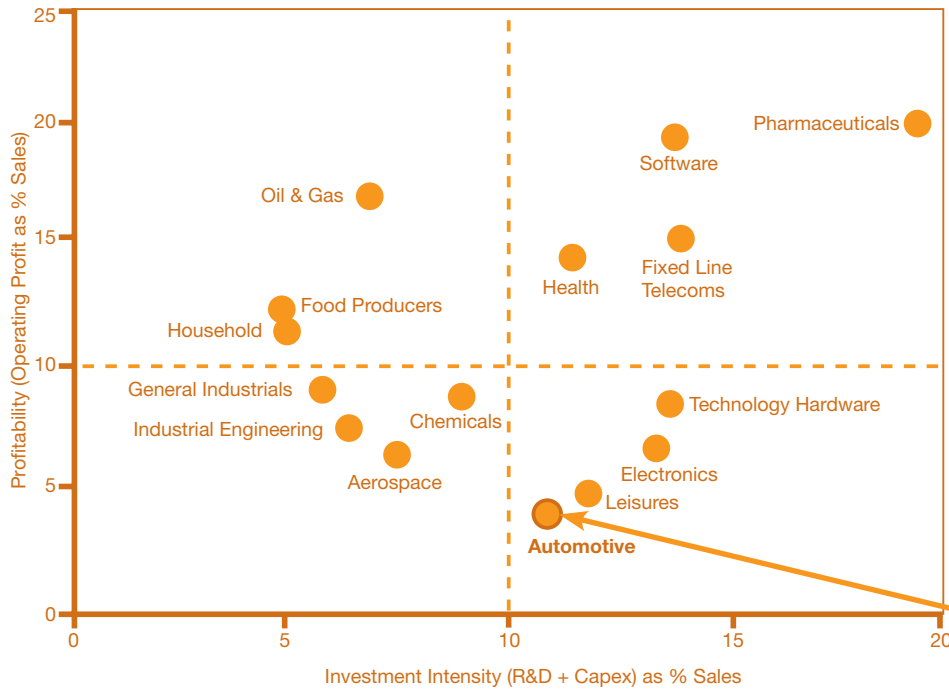 25
20
15
10
5
0
Profitability (Operating Profit as % Sales)
Pharmaceuticals
Software
Oil & Gas
Fixed Line
Telecoms
Health
Food Producers
Household
General Industrials
Chemicals
Technology Hardware
Industrial Engineering
Aerospace
Electronics
Leisures
Automotive
0
5
10
15
20
Investment Intensity (R&D + Capex) as % Sales